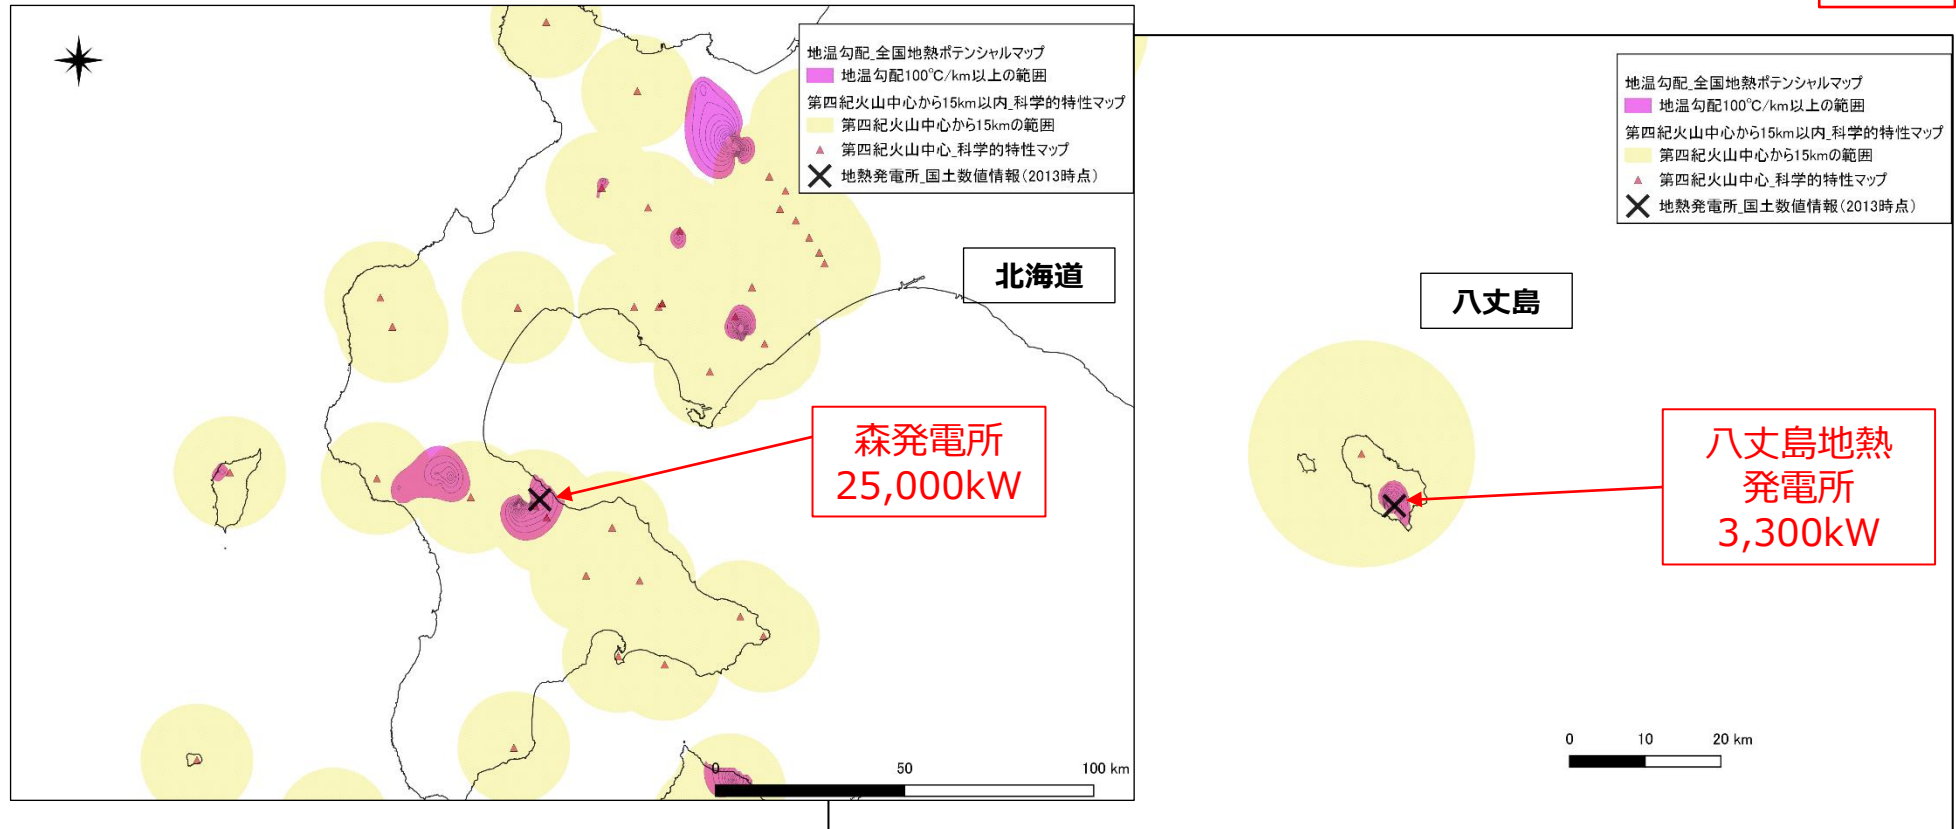 地温勾配_全国地熱ポテンシャルマップ
地温勾配100℃/km以上の範囲
第四紀火山中心から15km以内_科学的特性マップ
第四紀火山中心から15kmの範囲
第四紀火山中心_科学的特性マップ
地熱発電所_国土数値情報(2013時点)
北海道
森発電所
25,000kW
0 50 100 km
地温勾配_全国地熱ポテンシャルマップ
地温勾配100℃/km以上の範囲
第四紀火山中心から15km以内_科学的特性マップ
第四紀火山中心から15kmの範囲
第四紀火山中心_科学的特性マップ
地熱発電所_国土数値情報(2013時点)
八丈島
八丈島地熱
発電所
3,300kW
0 10 20 km